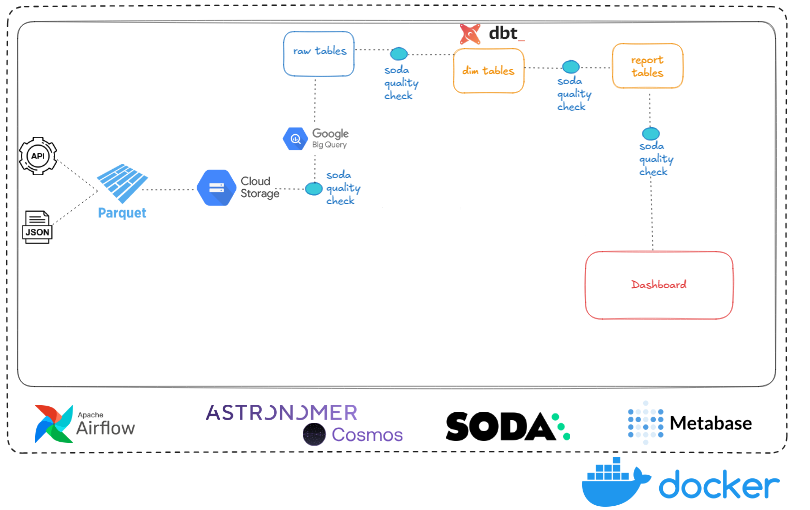 dbt_
raw tables
soda
quality
check
dim tables
soda
quality
check
report
tables
Google
Big Query
soda
quality
check
API
JSON
Parquet
Cloud
Storage
soda
quality
check
Dashboard
Apache
Airflow
ASTRONOMER
Cosmos
SODA
Metabase
docker